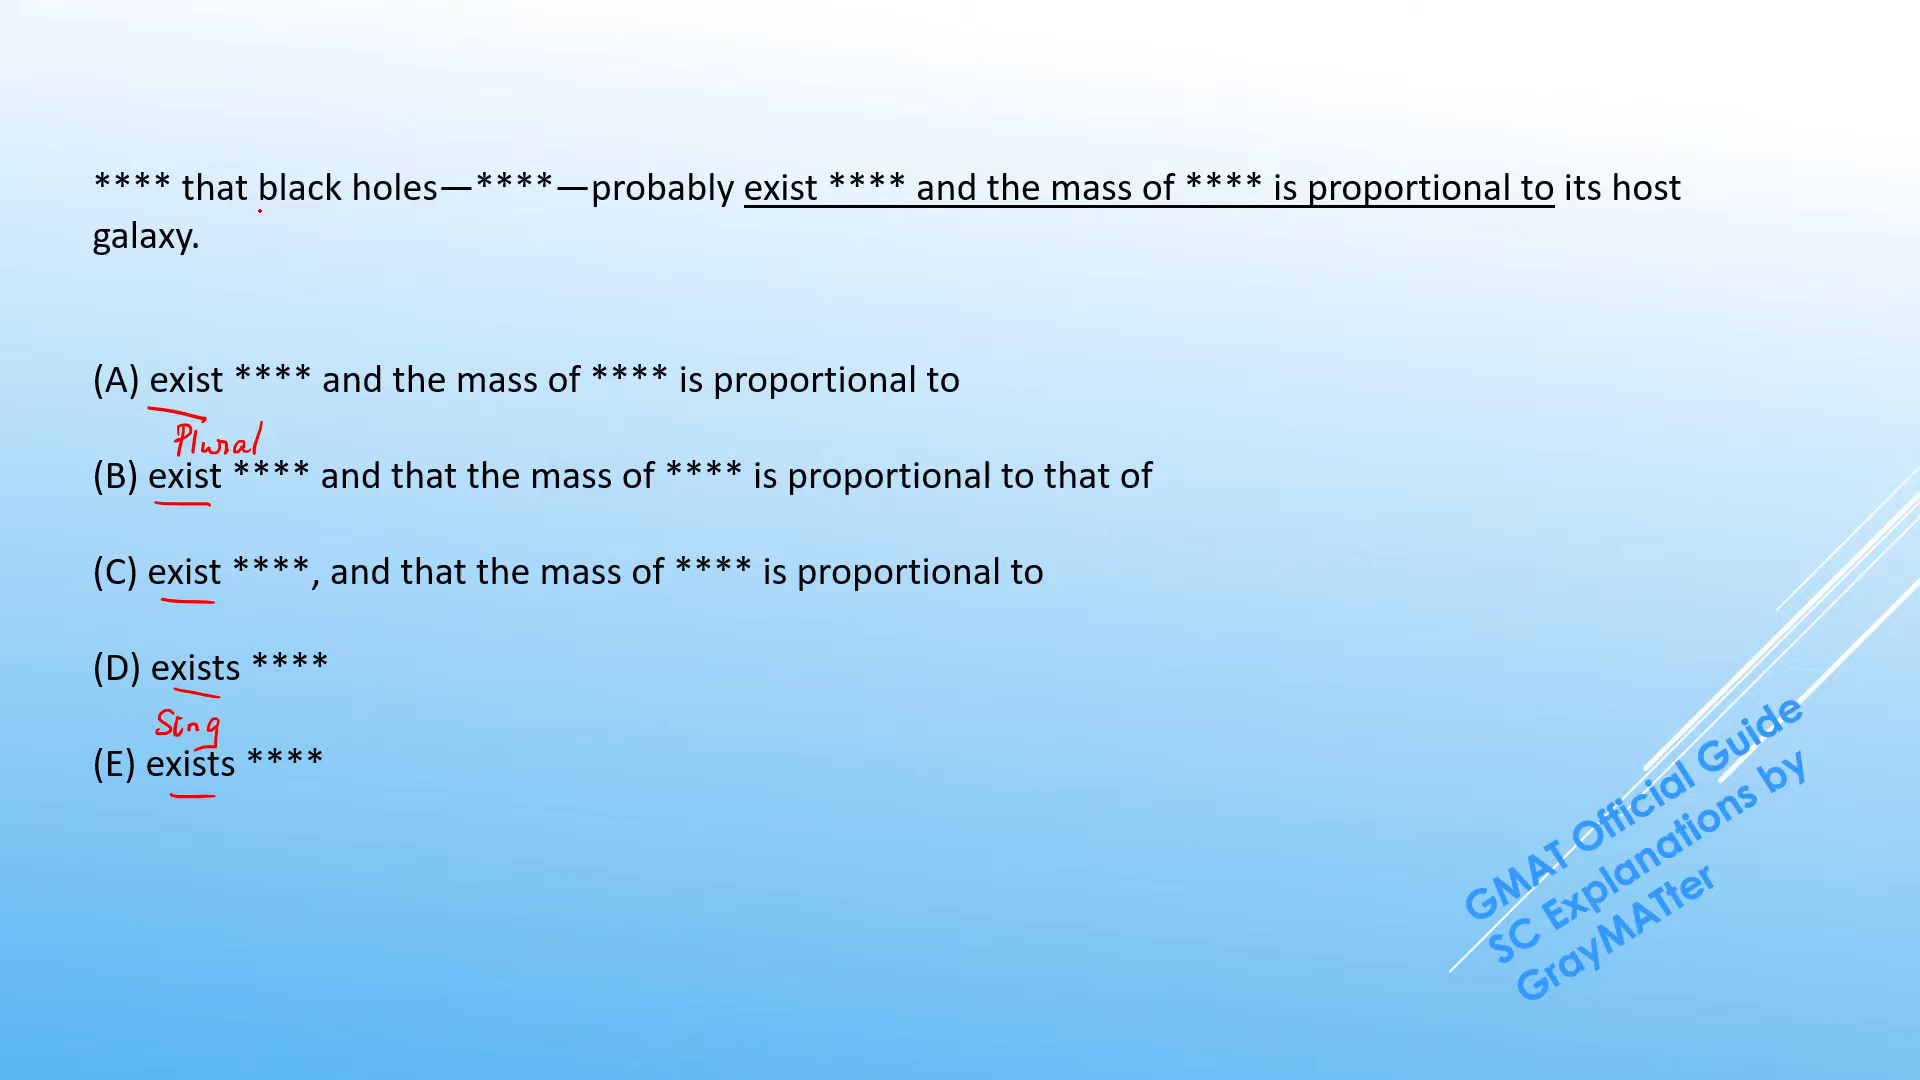 **** that black holes—****—probably exist **** and the mass of **** is proportional to its host
galaxy.
(A) exist **** and the mass of **** is proportional to
Plural
(B) exist **** and that the mass of **** is proportional to that of
(C) exist ****, and that the mass of **** is proportional to
(D) exists ****
Sing
(E) exists ****
GMAT Official Guide
SC Explanations by
GrayMATter